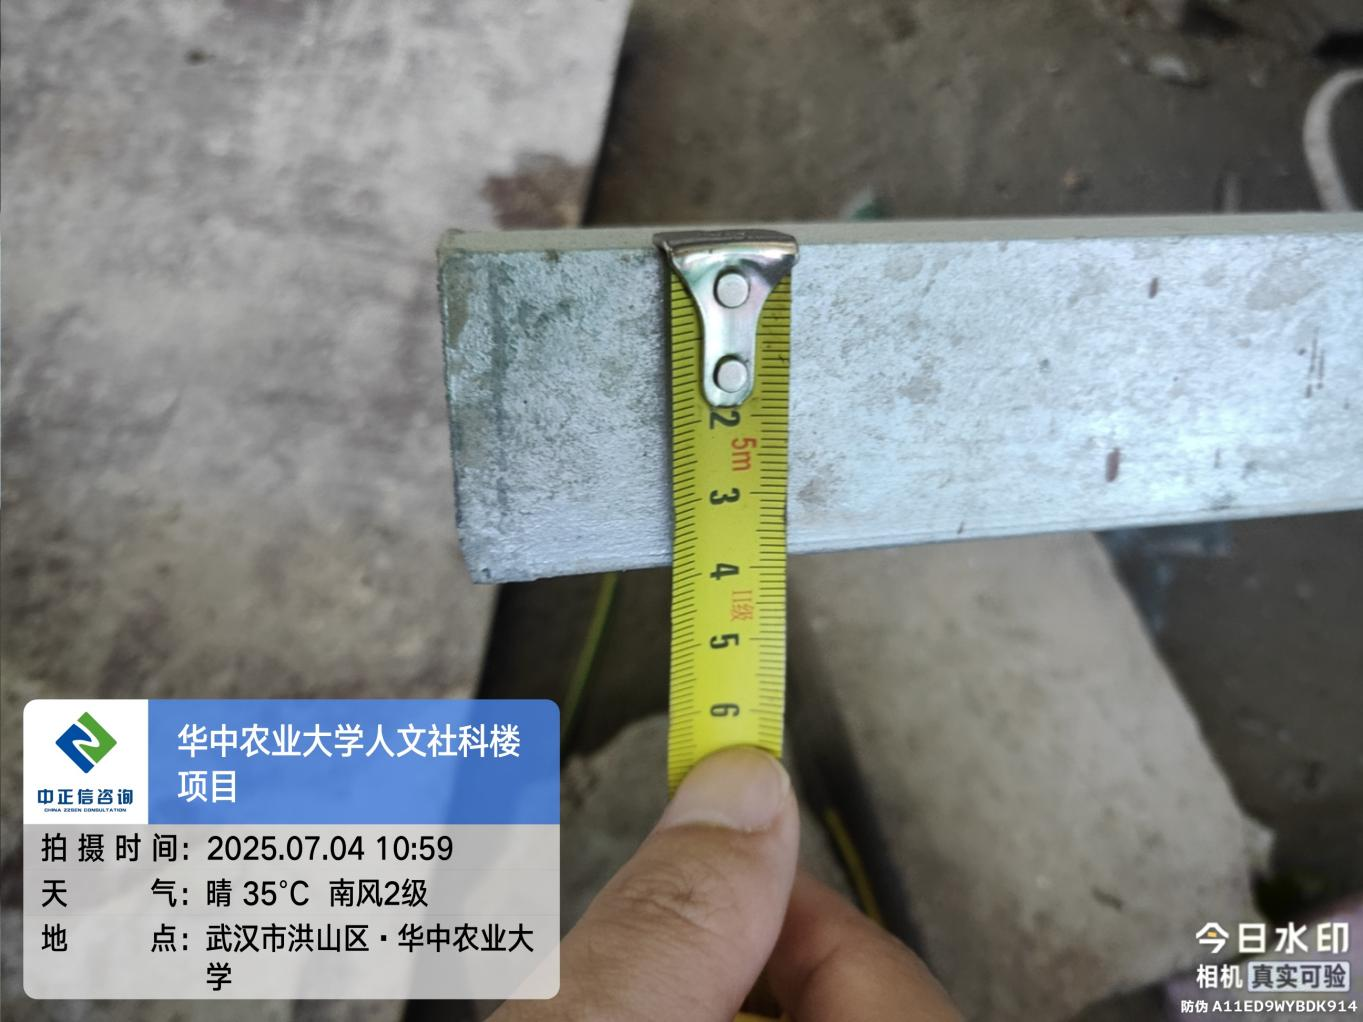 2
5m
3
4
II级
5
6
华中农业大学人文社科楼
项目
中正信咨询
CHINA ZZSEN CONSULTATION
拍摄时间: 2025.07.04 10:59
天气: 晴 35°C 南风2级
地点: 武汉市洪山区·华中农业大
学
今日水印
相机 真实可验
防伪 A11ED9WYBDK914